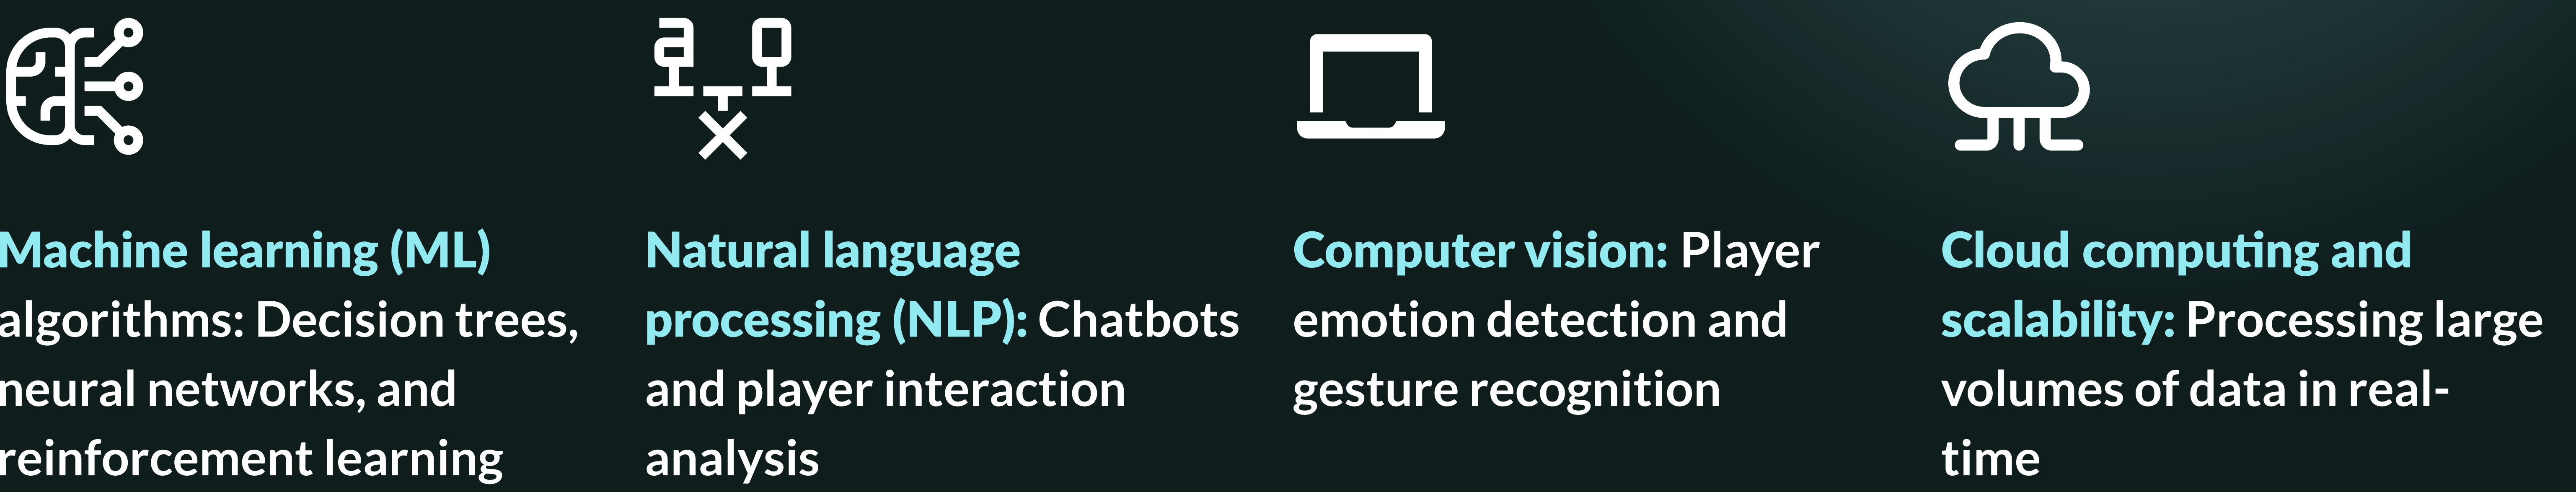 Machine learning (ML)
algorithms: Decision trees,
neural networks, and
reinforcement learning
Natural language
processing (NLP): Chatbots
and player interaction
analysis
Computer vision: Player
emotion detection and
gesture recognition
Cloud computing and
scalability: Processing large
volumes of data in real-
time